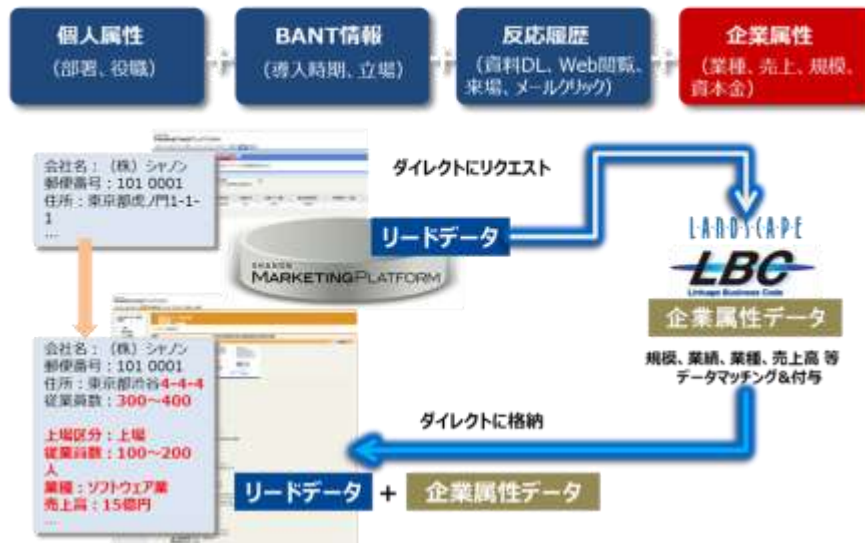 個人属性
(部署、役職)
BANT情報
(導入時期、立場)
反応履歴
(資料DL、Web閲覧、
来場、メールクリック)
企業属性
(業種、売上、規模、
資本金)
会社名：（株）シャノン
郵便番号：101 0001
住所：東京都虎ノ門1-1-
1
...
ダイレクトにリクエスト
リードデータ
SHANON
MARKETINGPLATFORM
LANDSCAPE
LBC
Linkage Business Code
企業属性データ
規模、業績、業種、売上高 等
データマッチング&付与
会社名：（株）シャノン
郵便番号：101 0001
住所：東京都渋谷4-4-4
従業員数：300～400
上場区分：上場
従業員数：100～200
人
業種：ソフトウェア業
売上高：15億円
...
ダイレクトに格納
リードデータ + 企業属性データ